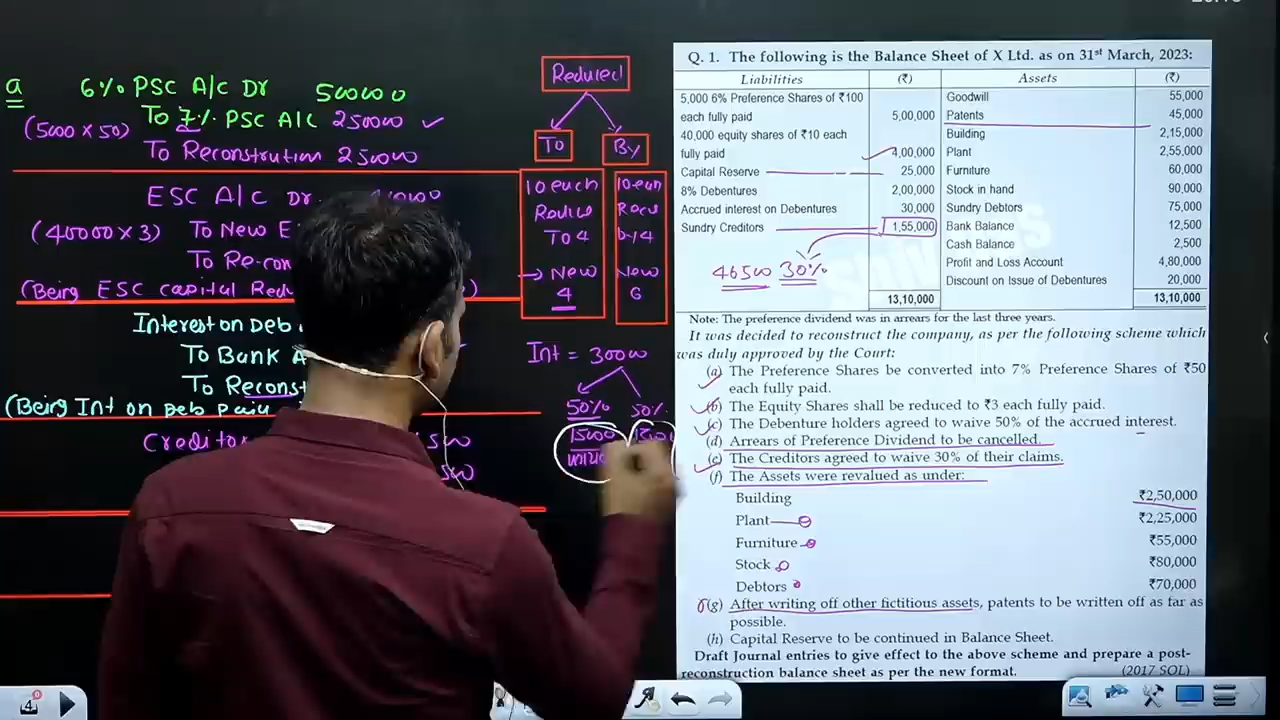 a 6% PSC A/c Dr 500000
(5000 x 50) To 7% PSC A/C 250000 ✓
To Reconstrution 250000
ESC A/C Dr
(40000 x 3) To New E
To Re-con
(Being ESC capital Redu
Interest on Deb
To Bank A
To Reconst
(Being Int on Deb paid
Creditor
500
500
Reduced
To By
10 each
Reduce
To 4
→ New
4
10 each
Redu
by 4
New
6
Int = 30000
50% 50%
15000
46500 30%
Q. 1. The following is the Balance Sheet of X Ltd. as on 31st March, 2023:
Liabilities (₹) Assets (₹)
5,000 6% Preference Shares of ₹100 Goodwill 55,000
each fully paid 5,00,000 Patents 45,000
40,000 equity shares of ₹10 each Building 2,15,000
fully paid 4,00,000 Plant 2,55,000
Capital Reserve 25,000 Furniture 60,000
8% Debentures 2,00,000 Stock in hand 90,000
Accrued interest on Debentures 30,000 Sundry Debtors 75,000
Sundry Creditors 1,55,000 Bank Balance 12,500
Cash Balance 2,500
Profit and Loss Account 4,80,000
Discount on Issue of Debentures 20,000
13,10,000 13,10,000
Note: The preference dividend was in arrears for the last three years.
It was decided to reconstruct the company, as per the following scheme which
was duly approved by the Court:
(a) The Preference Shares be converted into 7% Preference Shares of ₹50
each fully paid.
(b) The Equity Shares shall be reduced to ₹3 each fully paid.
(c) The Debenture holders agreed to waive 50% of the accrued interest.
(d) Arrears of Preference Dividend to be cancelled.
(e) The Creditors agreed to waive 30% of their claims.
(f) The Assets were revalued as under:
Building ₹2,50,000
Plant ₹2,25,000
Furniture ₹55,000
Stock ₹80,000
Debtors ₹70,000
(g) After writing off other fictitious assets, patents to be written off as far as
possible.
(h) Capital Reserve to be continued in Balance Sheet.
Draft Journal entries to give effect to the above scheme and prepare a post-
reconstruction balance sheet as per the new format. (2017 SOL)
4